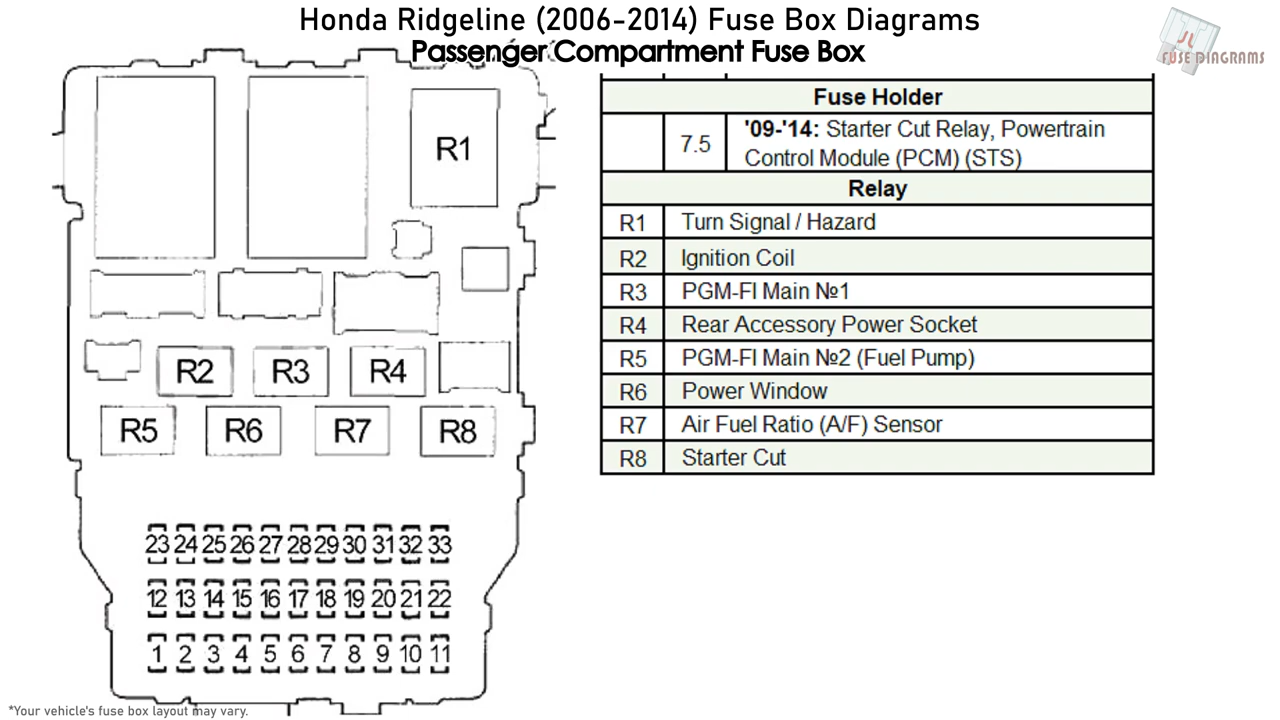 Honda Ridgeline (2006-2014) Fuse Box Diagrams
Passenger Compartment Fuse Box
JL
FUSE DIAGRAMS
R1
R2 R3 R4
R5 R6 R7 R8
23 24 25 26 27 28 29 30 31 32 33
12 13 14 15 16 17 18 19 20 21 22
1 2 3 4 5 6 7 8 9 10 11
Fuse Holder
7.5 '09-'14: Starter Cut Relay, Powertrain
Control Module (PCM) (STS)
Relay
R1 Turn Signal / Hazard
R2 Ignition Coil
R3 PGM-FI Main №1
R4 Rear Accessory Power Socket
R5 PGM-FI Main №2 (Fuel Pump)
R6 Power Window
R7 Air Fuel Ratio (A/F) Sensor
R8 Starter Cut
*Your vehicle's fuse box layout may vary.